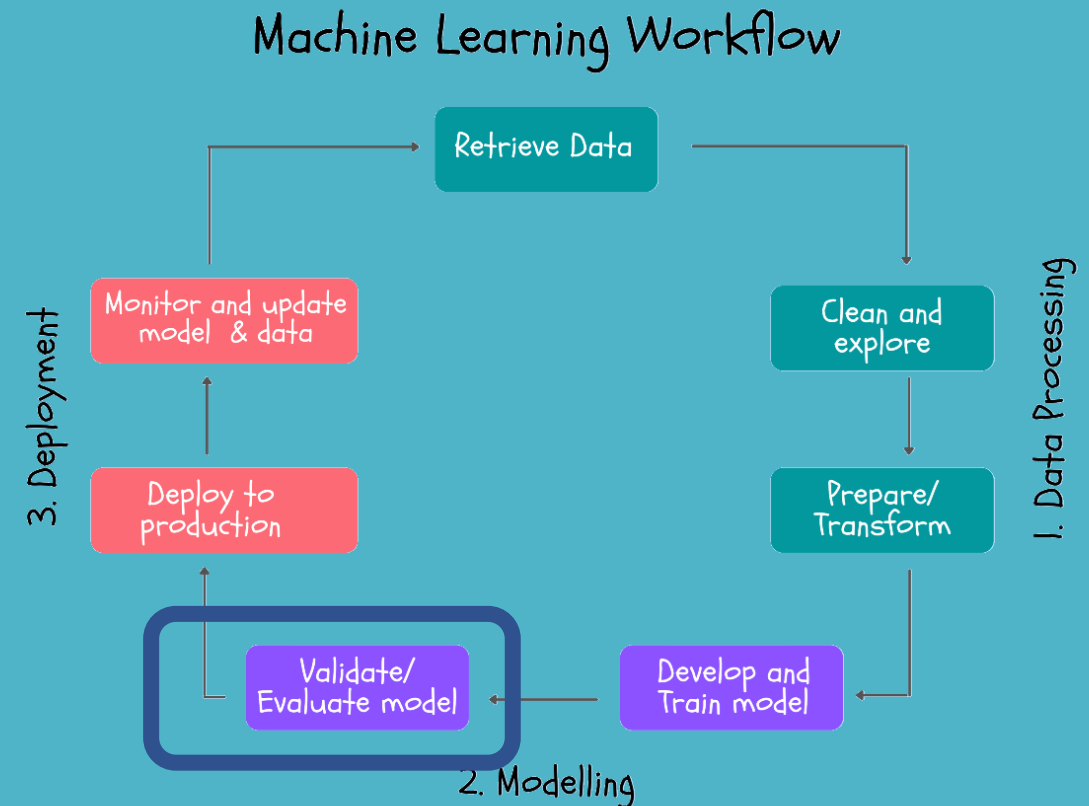 Machine Learning Workflow
Retrieve Data
Clean and
explore
Prepare/
Transform
1. Data Processing
Develop and
Train model
Validate/
Evaluate model
2. Modelling
Deploy to
production
Monitor and update
model & data
3. Deployment